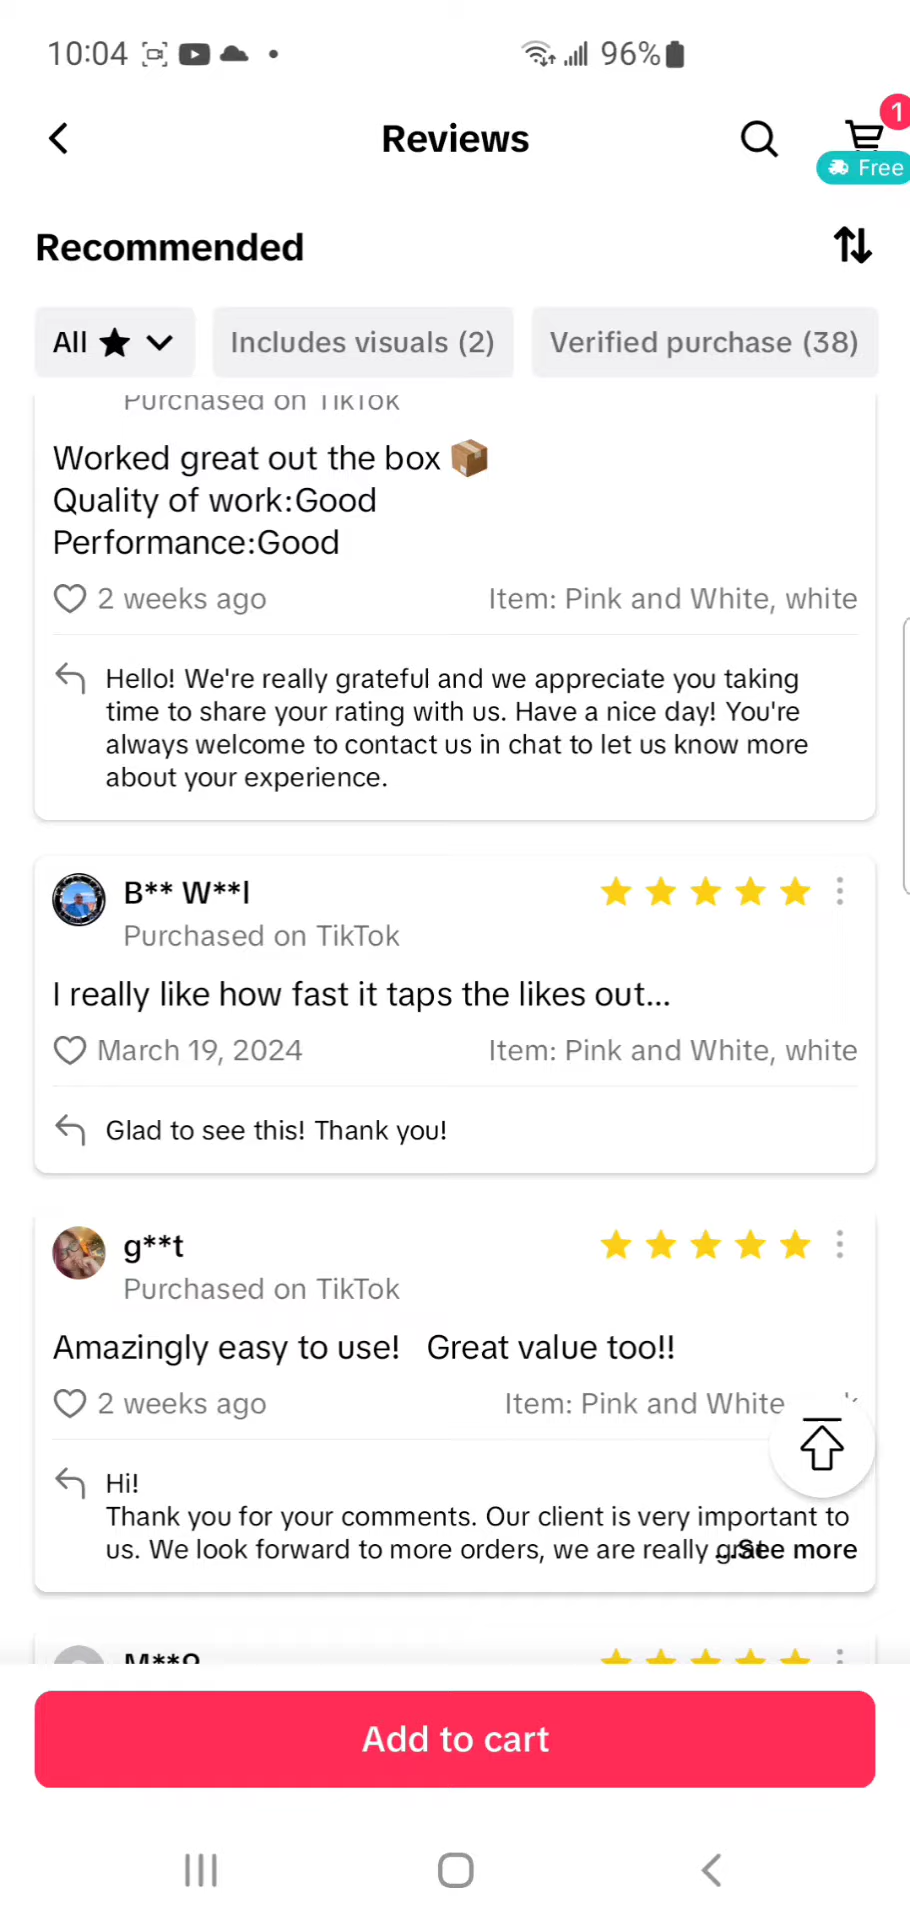 10:04
96%
Reviews
1
Free
Recommended
All
Includes visuals (2)
Verified purchase (38)
Purchased on TikTok
Worked great out the box 📦
Quality of work:Good
Performance:Good
2 weeks ago
Item: Pink and White, white
Hello! We're really grateful and we appreciate you taking
time to share your rating with us. Have a nice day! You're
always welcome to contact us in chat to let us know more
about your experience.
B** W**l
Purchased on TikTok
I really like how fast it taps the likes out...
March 19, 2024
Item: Pink and White, white
Glad to see this! Thank you!
g**t
Purchased on TikTok
Amazingly easy to use!   Great value too!!
2 weeks ago
Item: Pink and White
Hi!
Thank you for your comments. Our client is very important to
us. We look forward to more orders, we are really ...See more
Add to cart